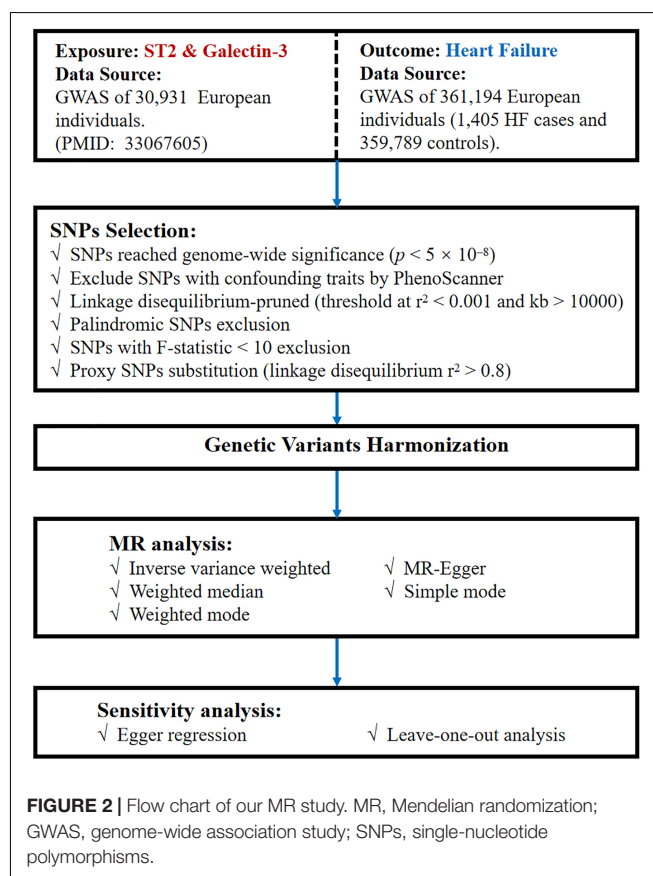 Exposure: ST2 & Galectin-3
Data Source:
GWAS of 30,931 European
individuals.
(PMID: 33067605)
Outcome: Heart Failure
Data Source:
GWAS of 361,194 European
individuals (1,405 HF cases and
359,789 controls).
SNPs Selection:
√ SNPs reached genome-wide significance (p < 5 × 10⁻⁸)
√ Exclude SNPs with confounding traits by PhenoScanner
√ Linkage disequilibrium-pruned (threshold at r² < 0.001 and kb > 10000)
√ Palindromic SNPs exclusion
√ SNPs with F-statistic < 10 exclusion
√ Proxy SNPs substitution (linkage disequilibrium r² > 0.8)
Genetic Variants Harmonization
MR analysis:
√ Inverse variance weighted
√ Weighted median
√ Weighted mode
√ MR-Egger
√ Simple mode
Sensitivity analysis:
√ Egger regression
√ Leave-one-out analysis
FIGURE 2 | Flow chart of our MR study. MR, Mendelian randomization;
GWAS, genome-wide association study; SNPs, single-nucleotide
polymorphisms.